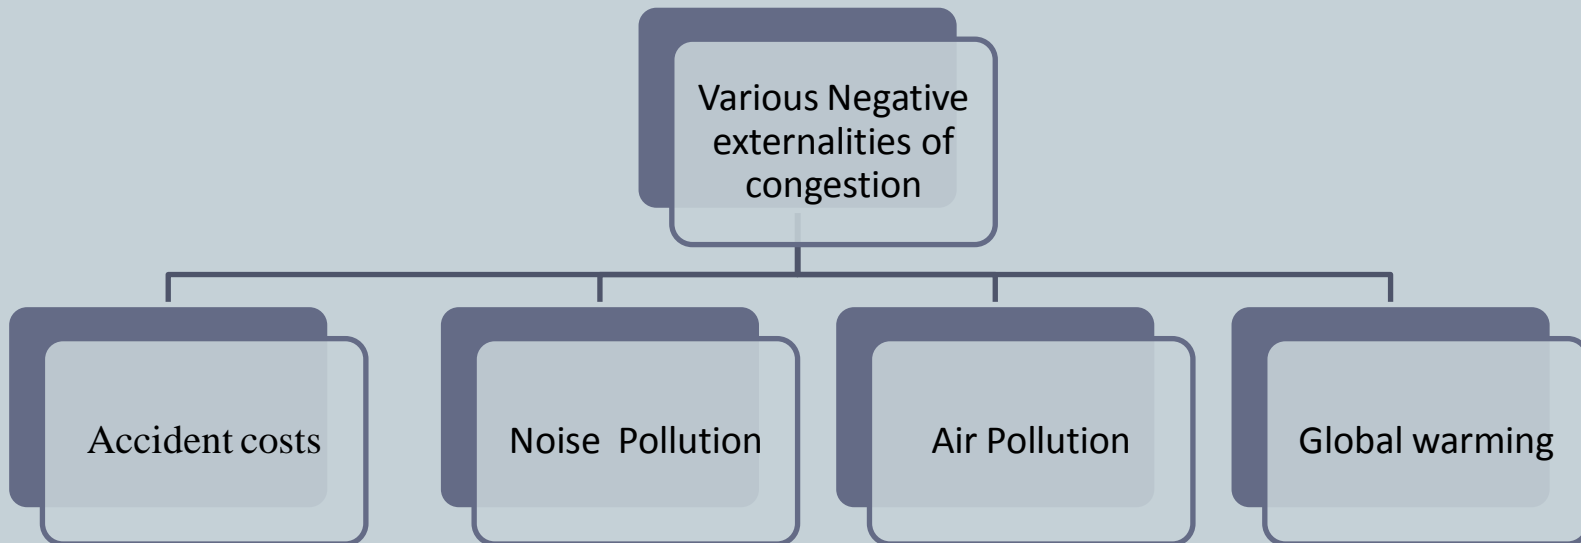 Various Negative
externalities of
congestion
Accident costs
Noise Pollution
Air Pollution
Global warming